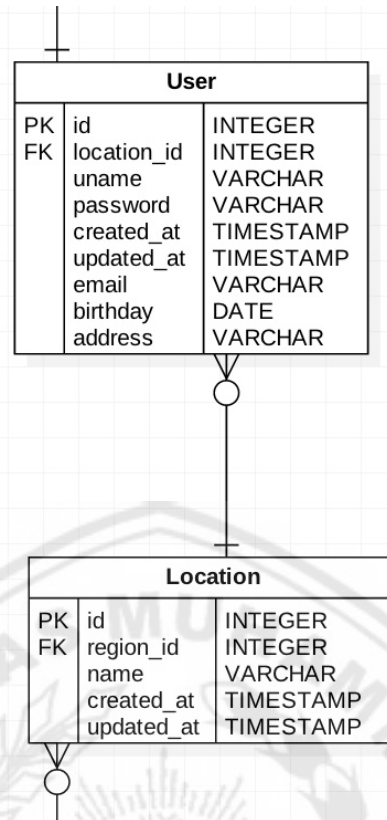 User
PK id INTEGER
FK location_id INTEGER
uname VARCHAR
password VARCHAR
created_at TIMESTAMP
updated_at TIMESTAMP
email VARCHAR
birthday DATE
address VARCHAR
Location
PK id INTEGER
FK region_id INTEGER
name VARCHAR
created_at TIMESTAMP
updated_at TIMESTAMP